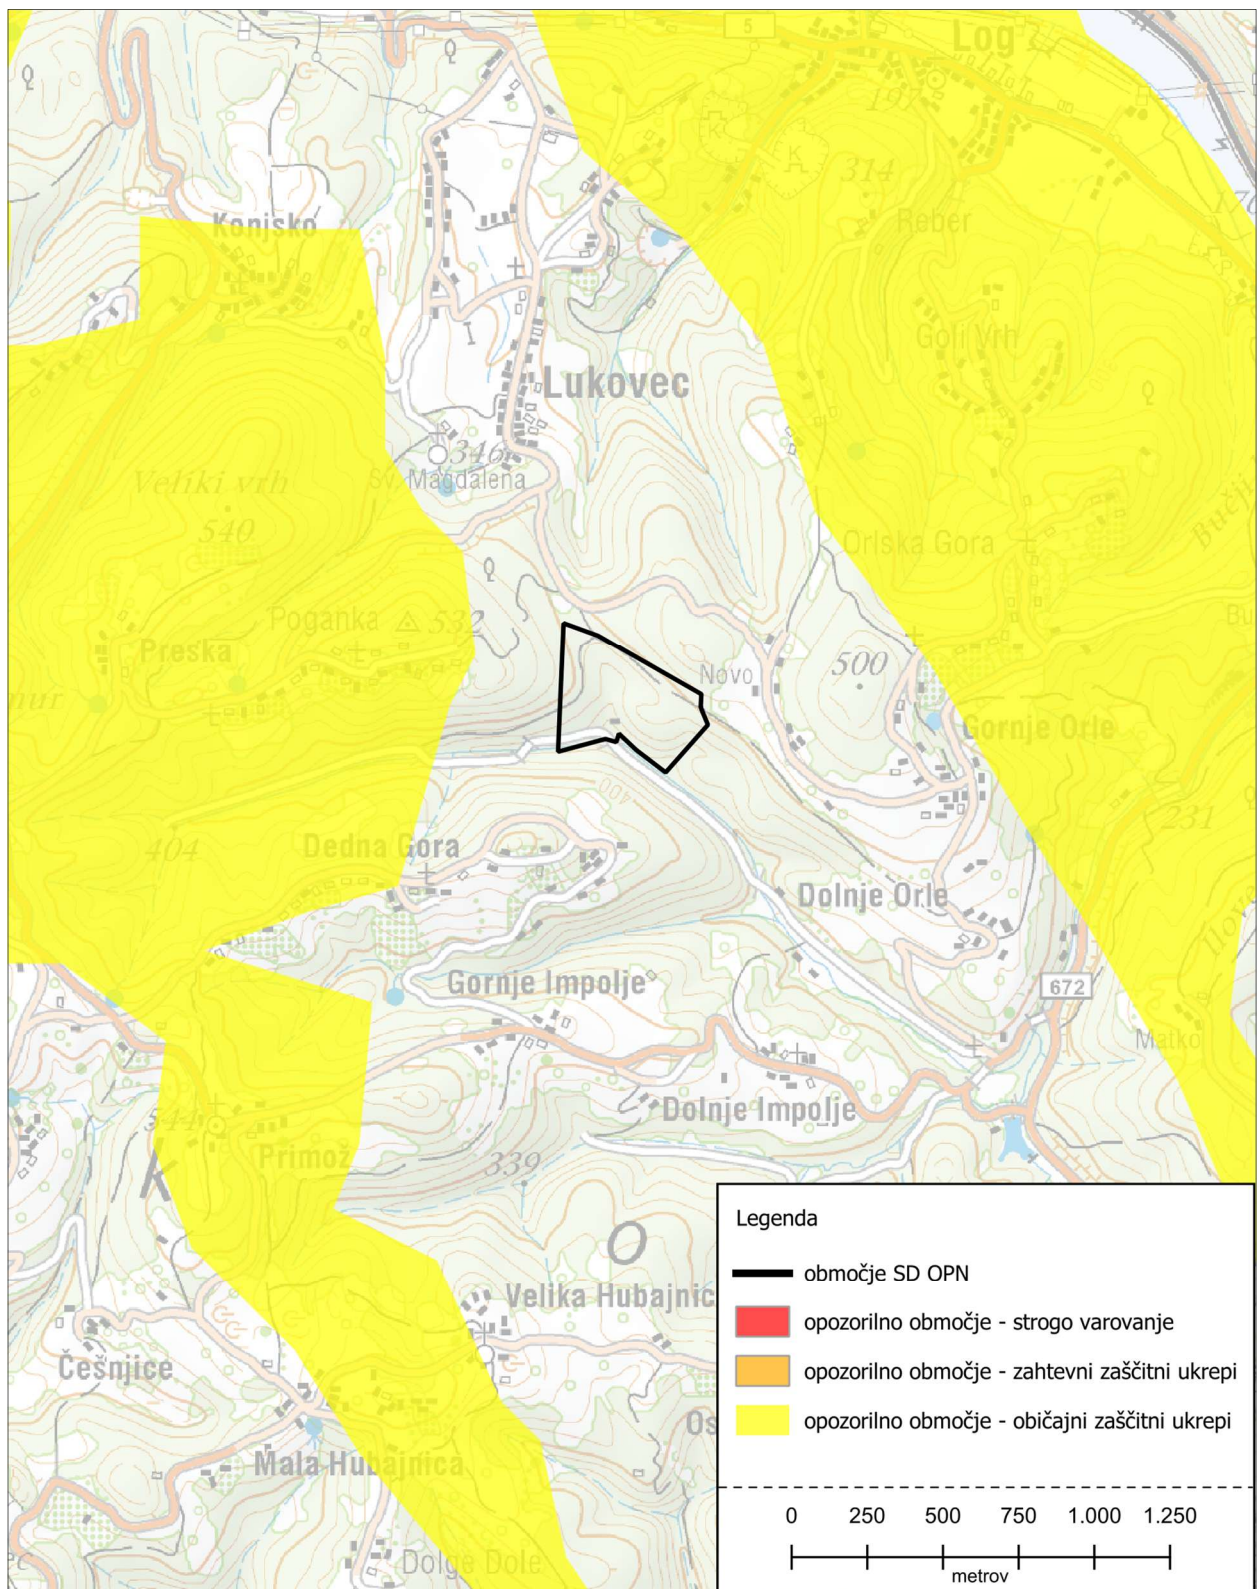 5
Log
197
314
Reber
Konjsko
Goli vrh
Lukovec
346
Sv. Magdalena
Veliki vrh
540
Orlska Gora
Bučji
Poganka
532
Preska
Novo
500
Gornje Orle
231
400
404
Dedna Gora
Dolnje Orle
Gornje Impolje
672
Matko
544
Dolnje Impolje
Primož
339
K
O
Velika Hubajnic
Češnjice
Os
Mala Hubajnica
Dolge Dole
Legenda
območje SD OPN
opozorilno območje - strogo varovanje
opozorilno območje - zahtevni zaščitni ukrepi
opozorilno območje - običajni zaščitni ukrepi
0 250 500 750 1.000 1.250
metrov